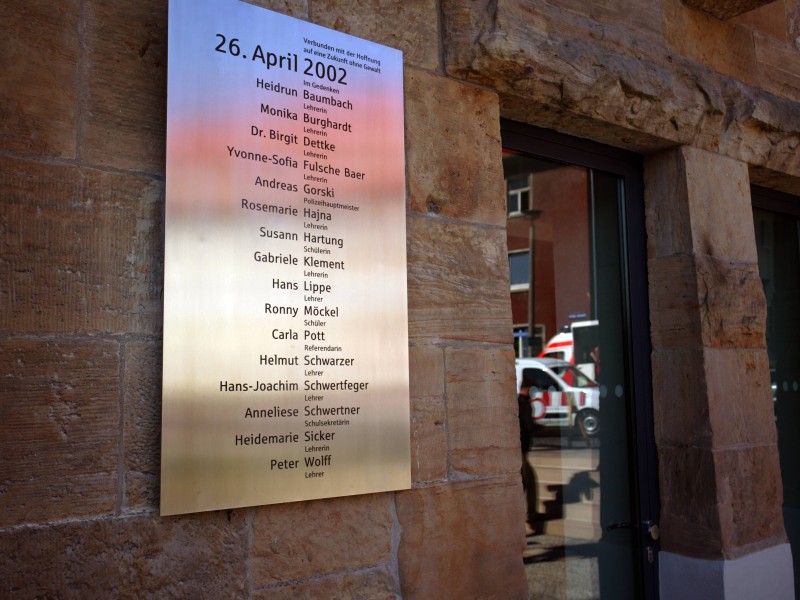 26. April 2002
Verbunden mit der Hoffnung
auf eine Zukunft ohne Gewalt
Im Gedenken
Heidrun Baumbach
Lehrerin
Monika Burghardt
Lehrerin
Dr. Birgit Dettke
Lehrerin
Yvonne-Sofia Fulsche Baer
Lehrerin
Andreas Gorski
Polizeihauptmeister
Rosemarie Hajna
Lehrerin
Susann Hartung
Schülerin
Gabriele Klement
Lehrerin
Hans Lippe
Lehrer
Ronny Möckel
Schüler
Carla Pott
Referendarin
Helmut Schwarzer
Lehrer
Hans-Joachim Schwertfeger
Lehrer
Anneliese Schwertner
Schulsekretärin
Heidemarie Sicker
Lehrerin
Peter Wolff
Lehrer